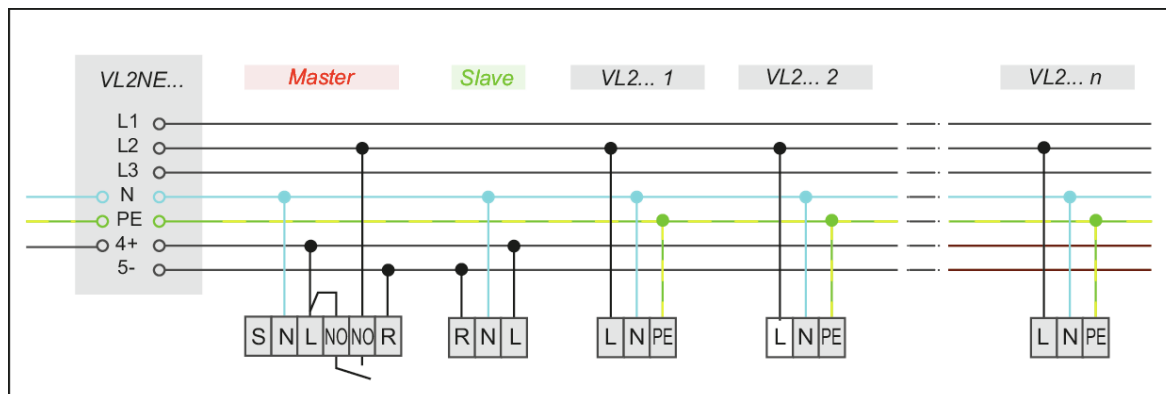 VL2NE... Master Slave VL2... 1 VL2... 2 VL2... n
L1
L2
L3
N
PE
4+
5-
S N L NO NO R R N L L N PE L N PE L N PE